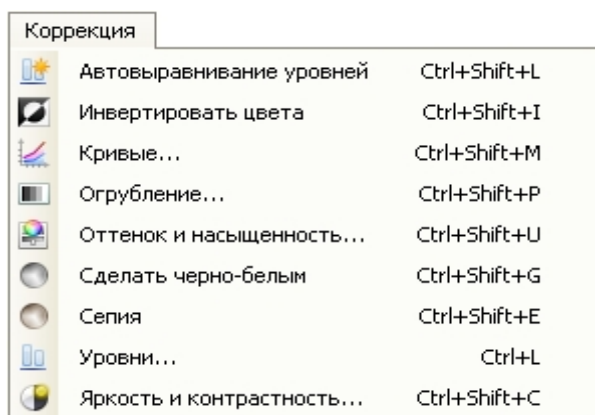 Коррекция
Автовыравнивание уровней Ctrl+Shift+L
Инвертировать цвета Ctrl+Shift+I
Кривые... Ctrl+Shift+M
Огрубление... Ctrl+Shift+P
Оттенок и насыщенность... Ctrl+Shift+U
Сделать черно-белым Ctrl+Shift+G
Сепия Ctrl+Shift+E
Уровни... Ctrl+L
Яркость и контрастность... Ctrl+Shift+C